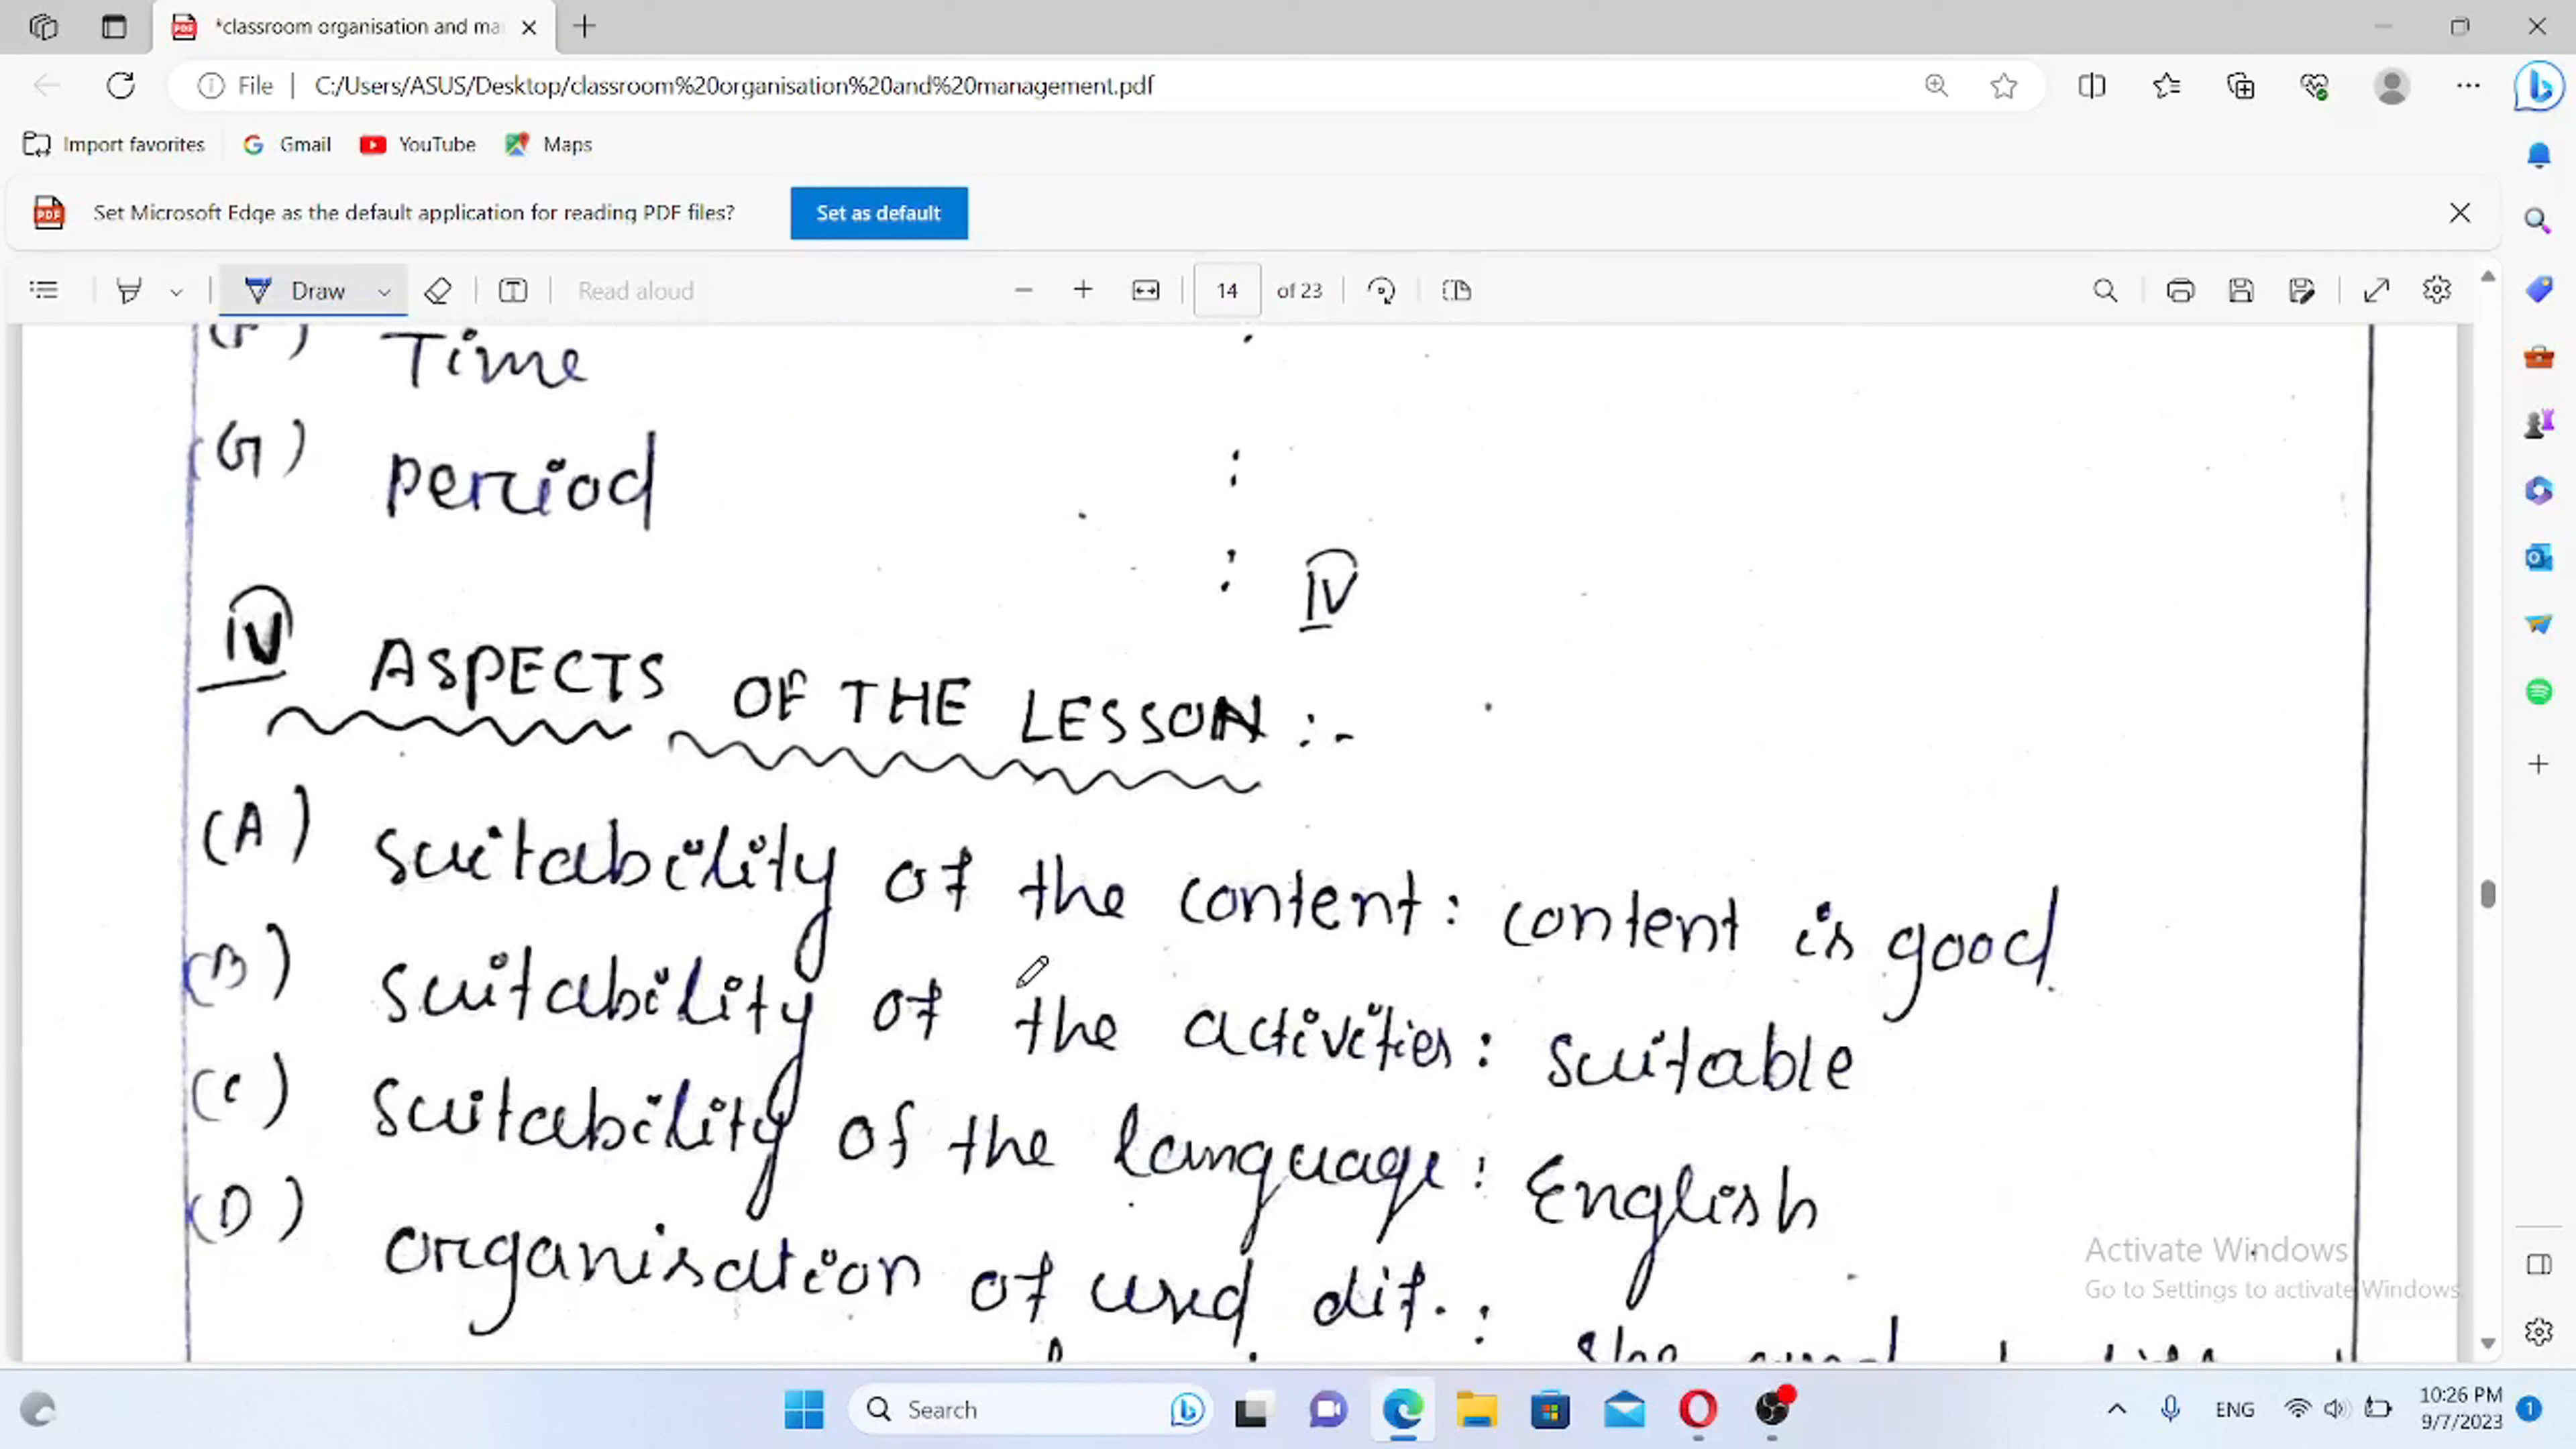 *classroom organisation and ma
File | C:/Users/ASUS/Desktop/classroom%20organisation%20and%20management.pdf
Import favorites Gmail YouTube Maps
Set Microsoft Edge as the default application for reading PDF files? Set as default
Draw Read aloud 14 of 23
(F) Time :
(G) Period :
: IV
IV ASPECTS OF THE LESSON :-
(A) Suitability of the content : content is good.
(B) Suitability of the activities : Suitable
(C) Suitability of the language : English
(D) Organisation of used dif. :
She
Activate Windows
Go to Settings to activate Windows.
Search
ENG
10:26 PM
9/7/2023
1